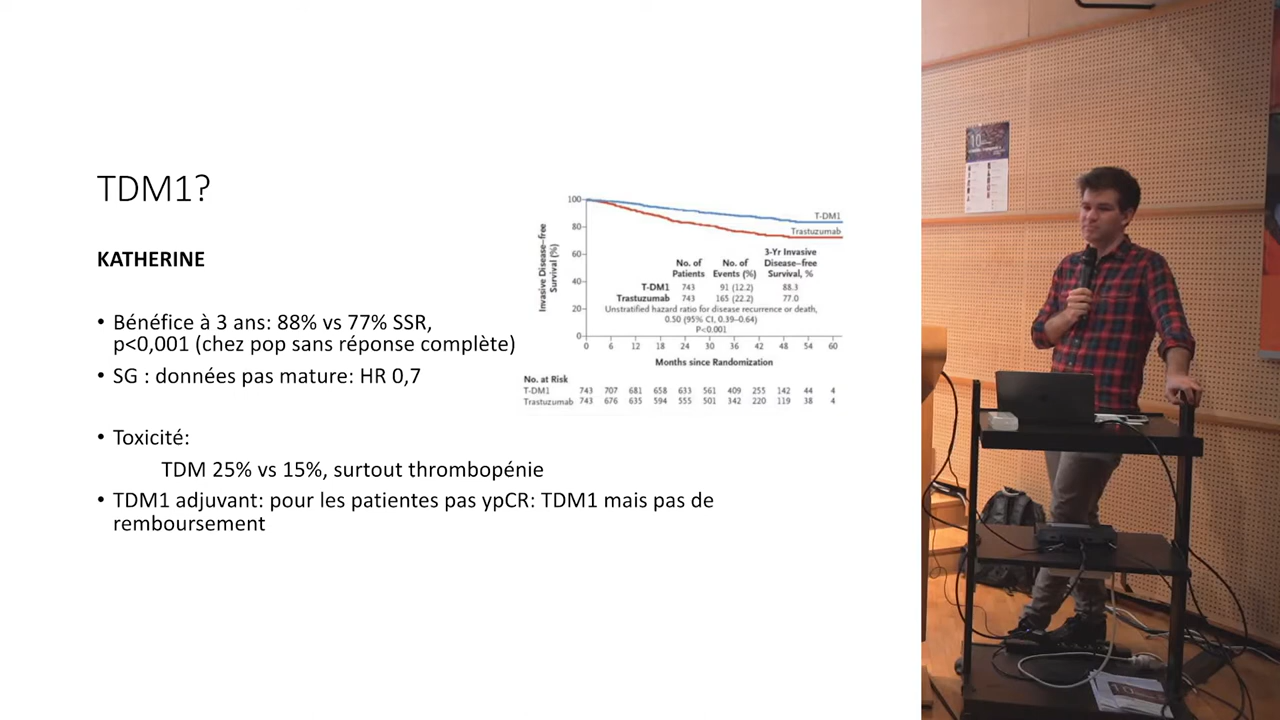 TDM1?
KATHERINE
• Bénéfice à 3 ans: 88% vs 77% SSR,
p<0,001 (chez pop sans réponse complète)
• SG : données pas mature: HR 0,7
• Toxicité:
TDM 25% vs 15%, surtout thrombopénie
• TDM1 adjuvant: pour les patientes pas ypCR: TDM1 mais pas de
remboursement
Invasive Disease–free
Survival (%)
100
80
60
40
20
0
T-DM1
Trastuzumab
3-Yr Invasive
No. of No. of Disease–free
Patients Events (%) Survival, %
T-DM1 743 91 (12.2) 88.3
Trastuzumab 743 165 (22.2) 77.0
Unstratified hazard ratio for disease recurrence or death,
0.50 (95% CI, 0.39–0.64)
P<0.001
0 6 12 18 24 30 36 42 48 54 60
Months since Randomization
No. at Risk
T-DM1 743 707 681 658 633 561 409 255 142 44 4
Trastuzumab 743 676 635 594 555 501 342 220 119 38 4
10